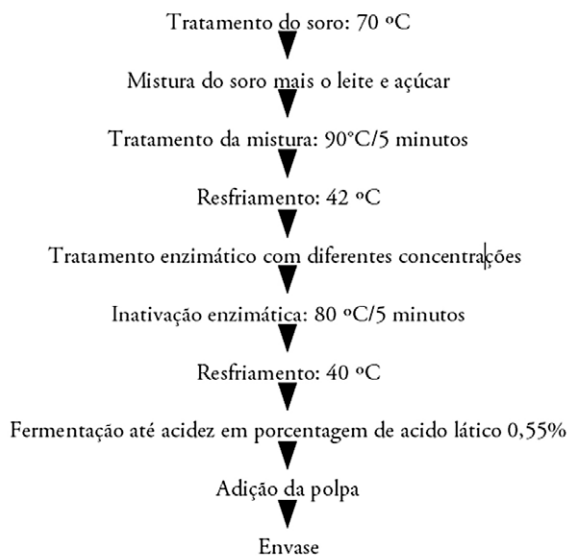 Tratamento do soro: 70 ºC
Mistura do soro mais o leite e açúcar
Tratamento da mistura: 90°C/5 minutos
Resfriamento: 42 ºC
Tratamento enzimático com diferentes concentrações
Inativação enzimática: 80 ºC/5 minutos
Resfriamento: 40 ºC
Fermentação até acidez em porcentagem de acido lático 0,55%
Adição da polpa
Envase